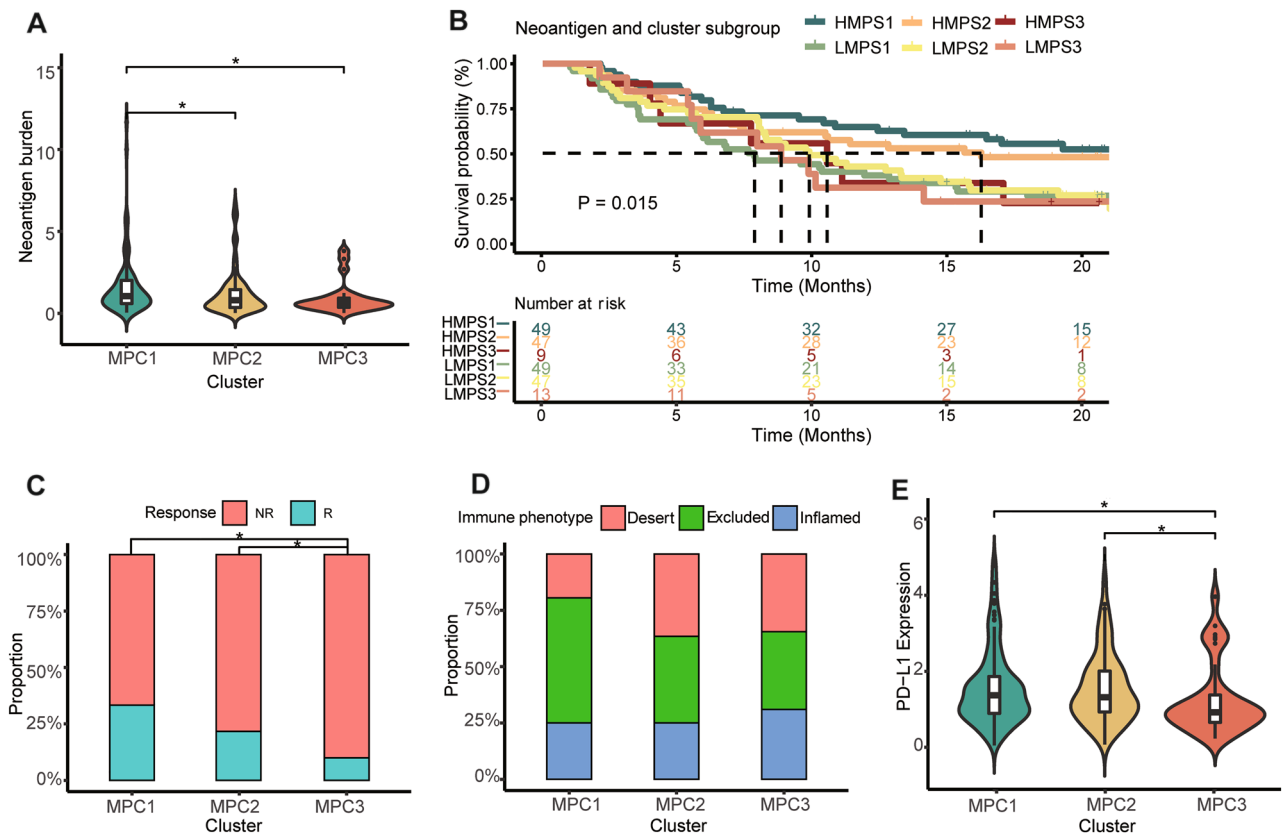 A
Neoantigen burden
15
10
5
0
*
*
MPC1 MPC2 MPC3
Cluster
B
Neoantigen and cluster subgroup
HMPS1 HMPS2 HMPS3
LMPS1 LMPS2 LMPS3
Survival probability (%)
1.00
0.75
0.50
0.25
0.00
P = 0.015
0 5 10 15 20
Time (Months)
Number at risk
HMPS1 49 43 32 27 15
HMPS2 47 36 28 23 12
HMPS3 9 6 5 3 1
LMPS1 49 33 21 14 8
LMPS2 47 35 23 15 8
LMPS3 13 11 5 2 2
0 5 10 15 20
Time (Months)
C
Response NR R
*
*
Proportion
100%
75%
50%
25%
0%
MPC1 MPC2 MPC3
Cluster
D
Immune phenotype Desert Excluded Inflamed
Proportion
100%
75%
50%
25%
0%
MPC1 MPC2 MPC3
Cluster
E
PD-L1 Expression
6
4
2
0
*
*
MPC1 MPC2 MPC3
Cluster